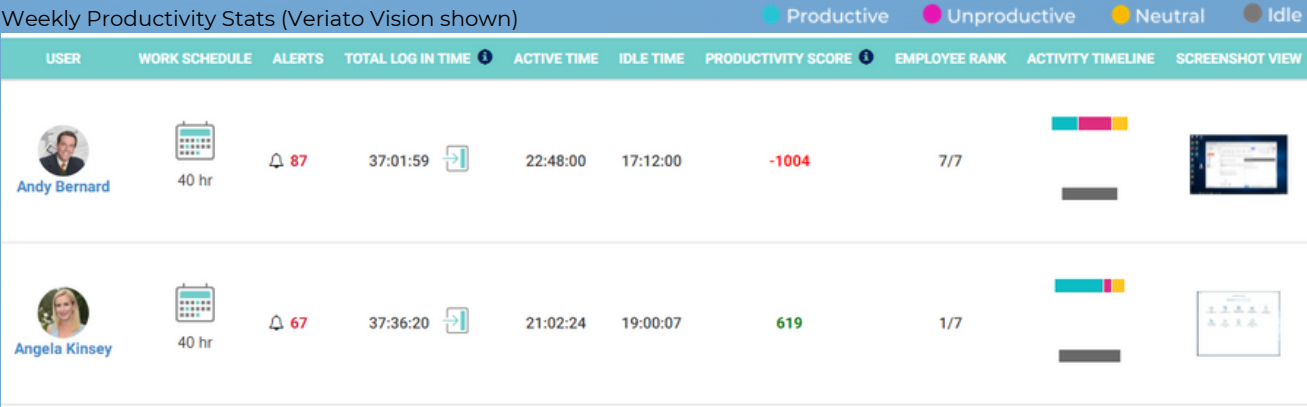 Weekly Productivity Stats (Veriato Vision shown) Productive Unproductive Neutral Idle
USER WORK SCHEDULE ALERTS TOTAL LOG IN TIME i ACTIVE TIME IDLE TIME PRODUCTIVITY SCORE i EMPLOYEE RANK ACTIVITY TIMELINE SCREENSHOT VIEW
87 37:01:59 22:48:00 17:12:00 -1004 7/7
Andy Bernard 40 hr
67 37:36:20 21:02:24 19:00:07 619 1/7
Angela Kinsey 40 hr